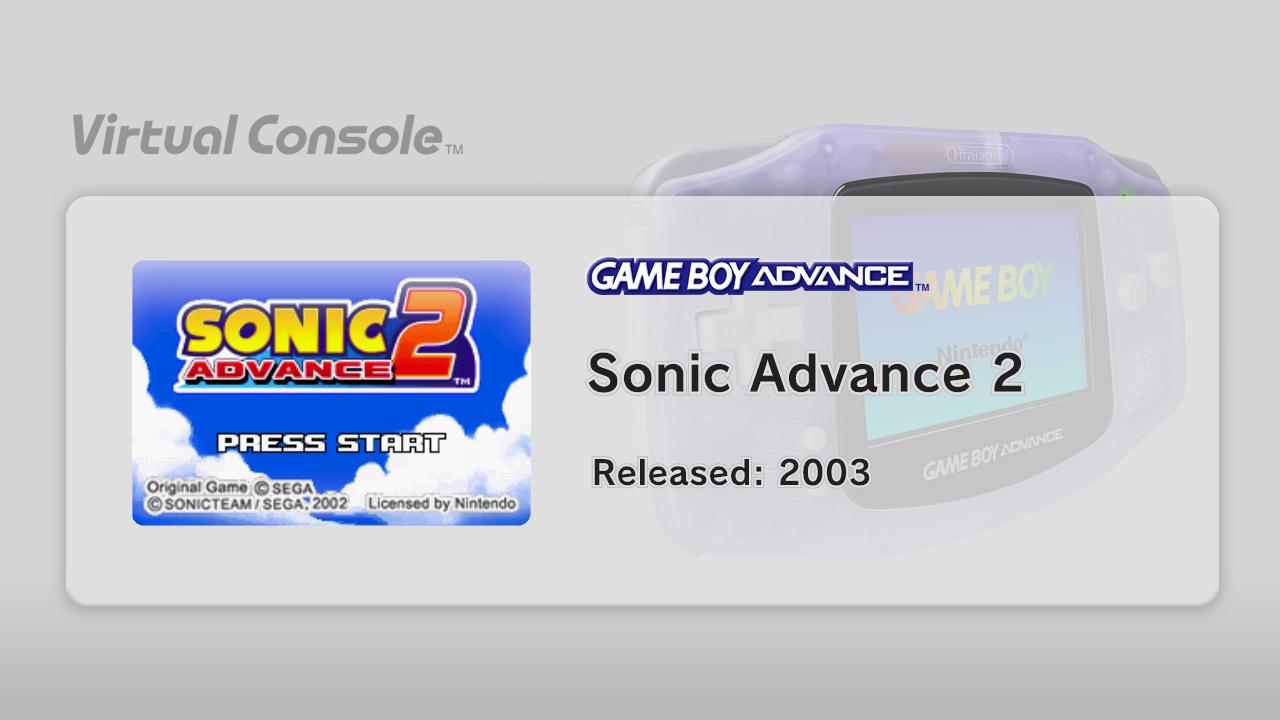 Virtual Console™
Nintendo
GAME BOY ADVANCE™
GAME BOY
Nintendo®
SONIC
ADVANCE 2™
Sonic Advance 2
PRESS START
GAME BOY ADVANCE
Released: 2003
Original Game © SEGA
© SONICTEAM / SEGA, 2002 Licensed by Nintendo